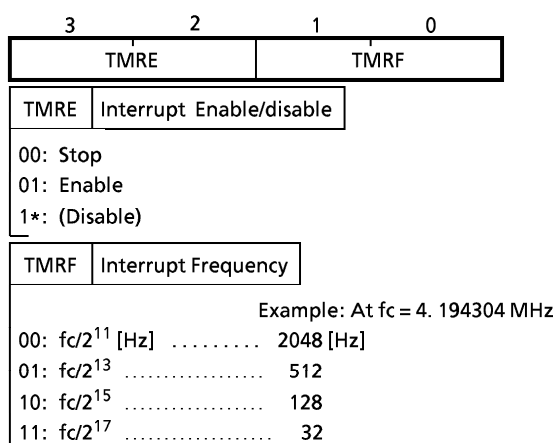 3 2 1 0
TMRE TMRF
TMRE Interrupt Enable/disable
00: Stop
01: Enable
1*: (Disable)
TMRF Interrupt Frequency
Example: At fc = 4. 194304 MHz
00: fc/2¹¹ [Hz] ......... 2048 [Hz]
01: fc/2¹³ .................. 512
10: fc/2¹⁵ .................. 128
11: fc/2¹⁷ ................... 32